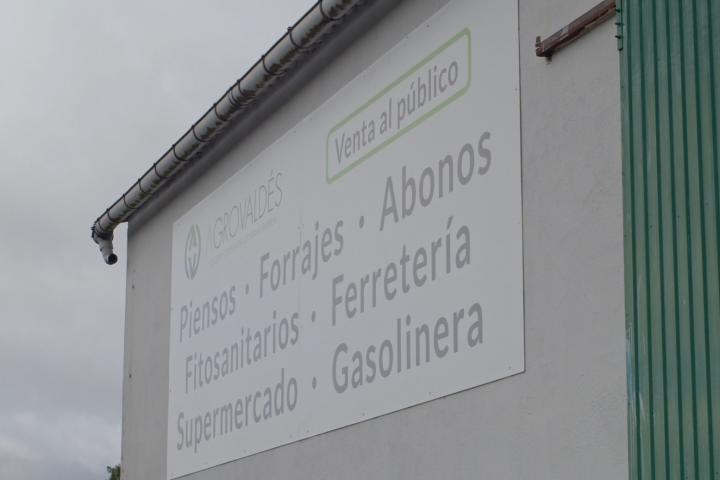 AGROVALDÉS
Venta al público
Piensos · Forrajes · Abonos
Fitosanitarios · Ferretería
Supermercado · Gasolinera